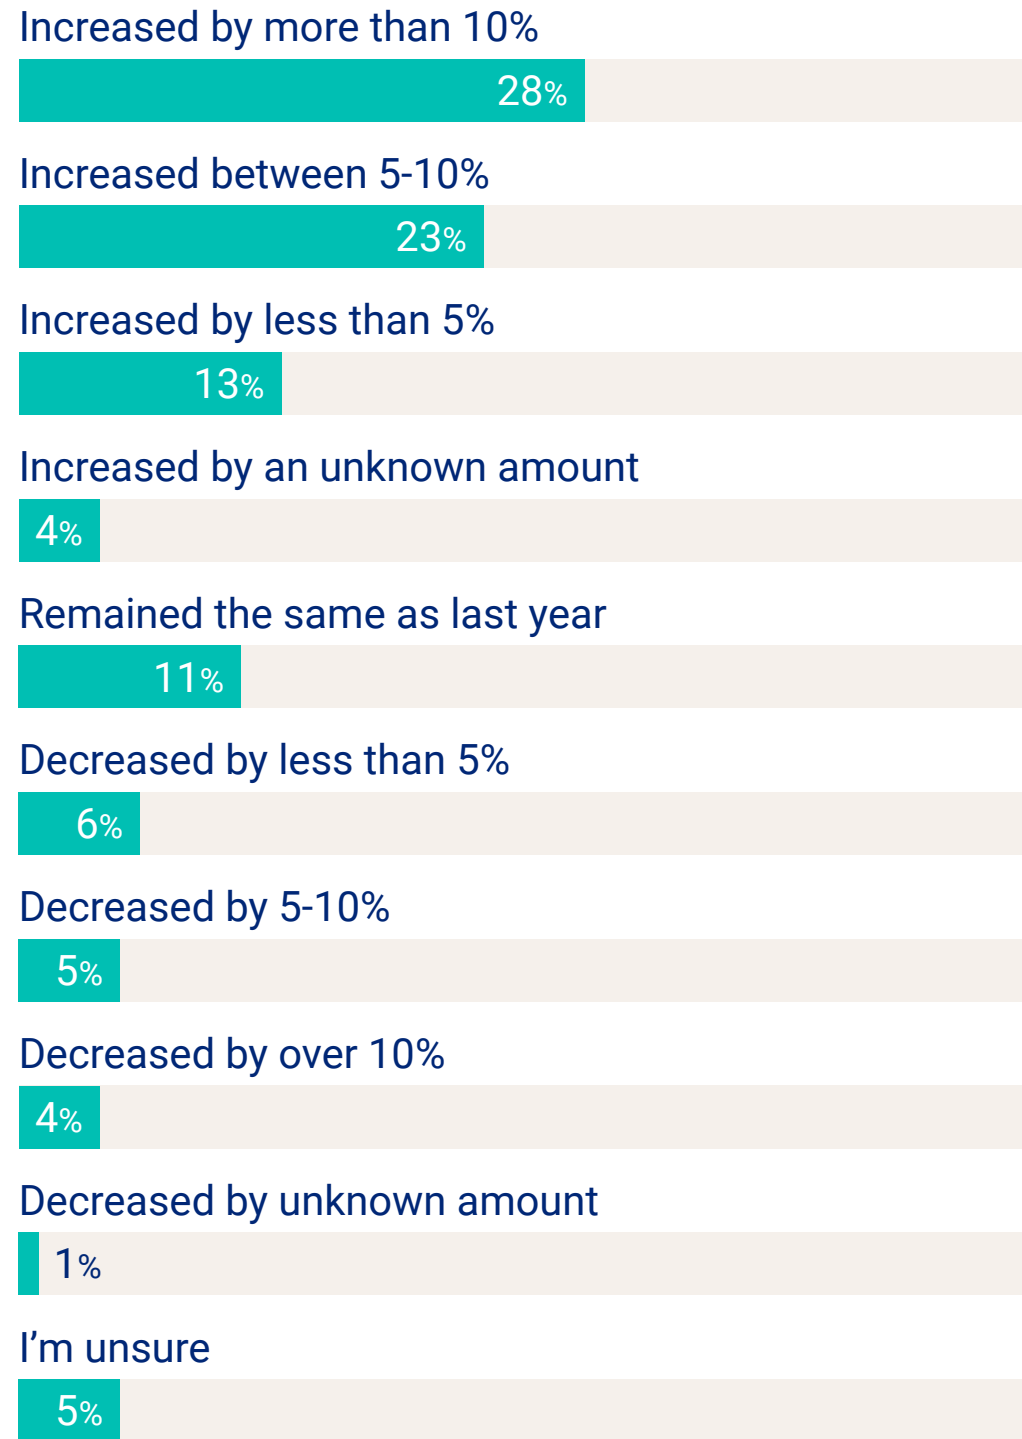 Increased by more than 10%
28%
Increased between 5-10%
23%
Increased by less than 5%
13%
Increased by an unknown amount
4%
Remained the same as last year
11%
Decreased by less than 5%
6%
Decreased by 5-10%
5%
Decreased by over 10%
4%
Decreased by unknown amount
1%
I’m unsure
5%